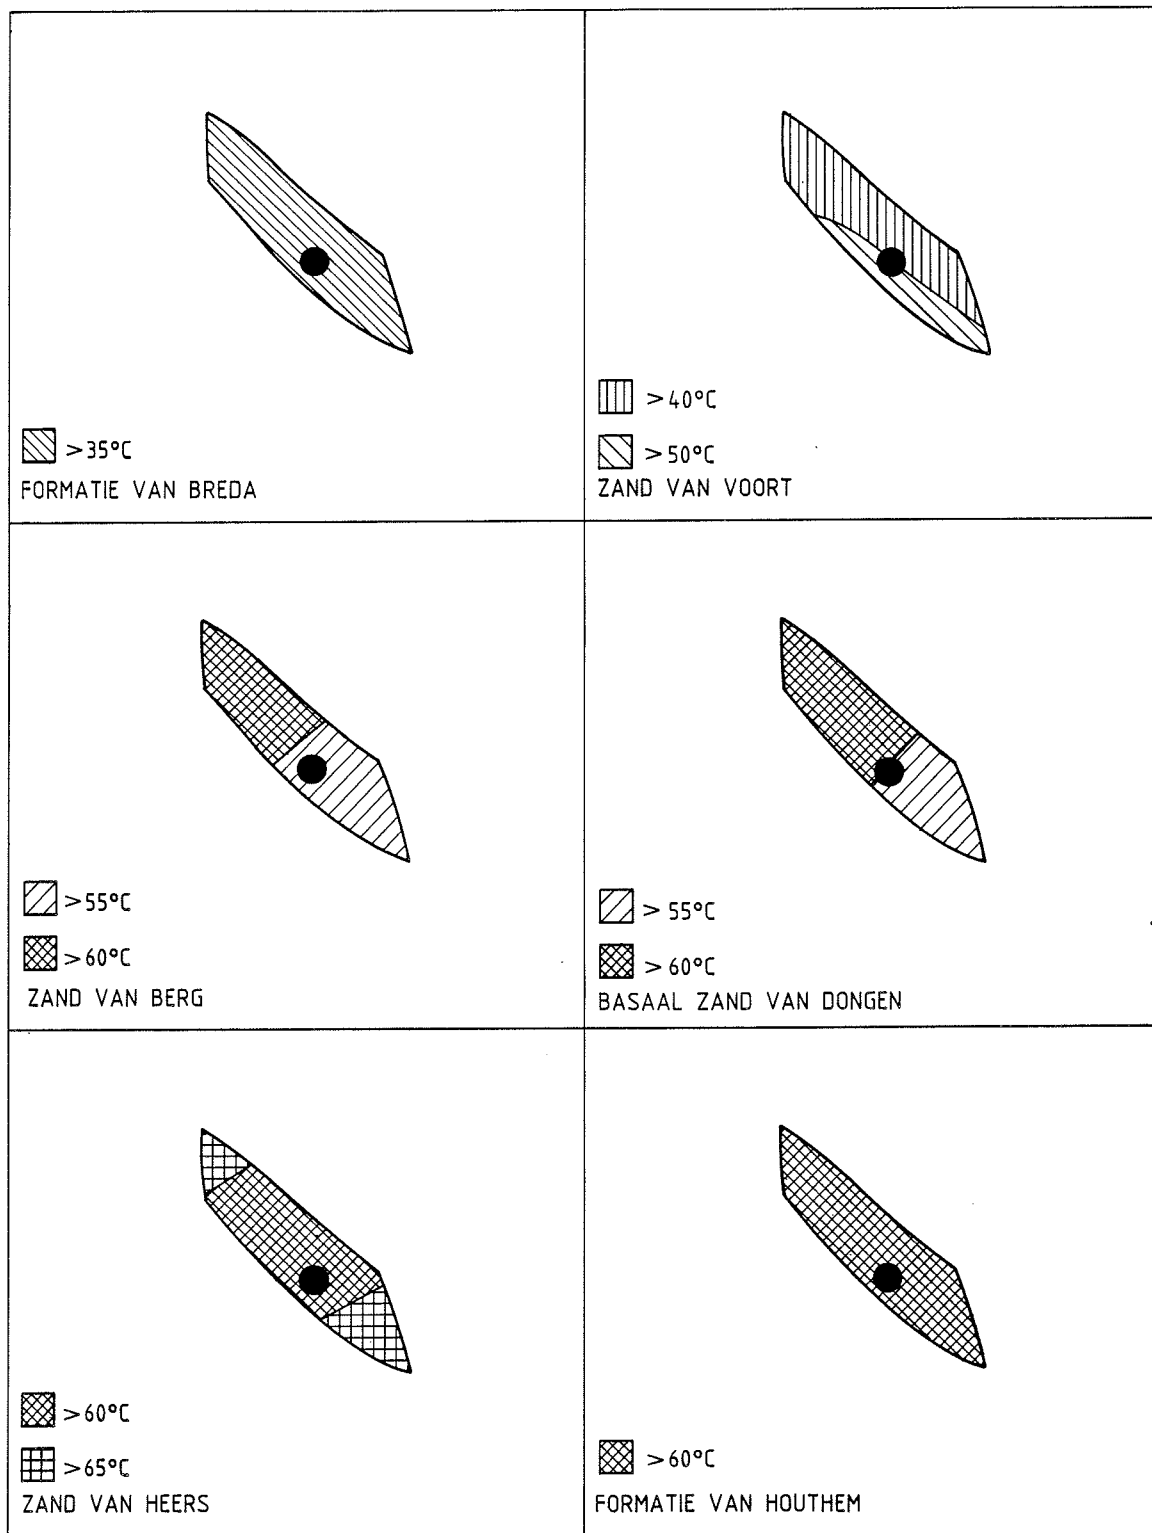 >35°C
FORMATIE VAN BREDA
>40°C
>50°C
ZAND VAN VOORT
>55°C
>60°C
ZAND VAN BERG
>55°C
>60°C
BASAAL ZAND VAN DONGEN
>60°C
>65°C
ZAND VAN HEERS
>60°C
FORMATIE VAN HOUTHEM